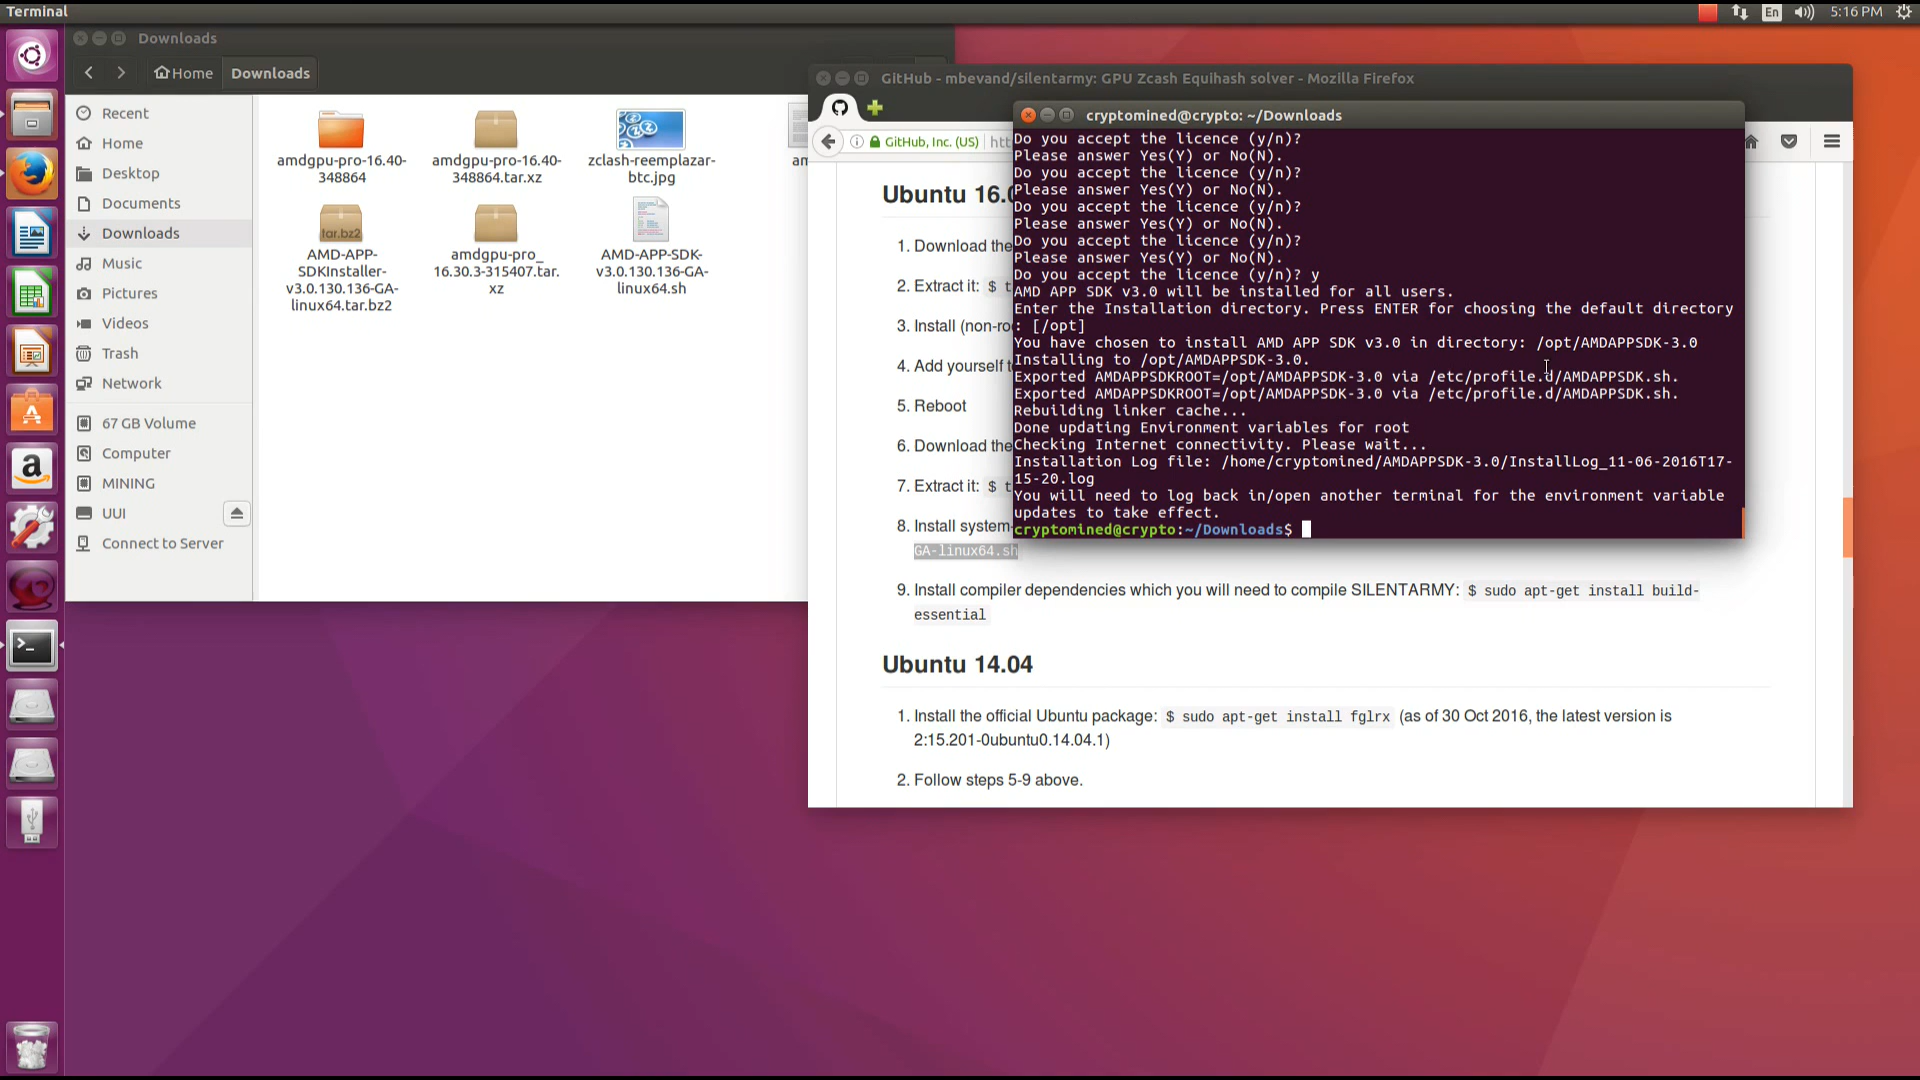 Terminal
En
5:16 PM
Downloads
Home
Downloads
Recent
Home
Desktop
Documents
Downloads
Music
Pictures
Videos
Trash
Network
67 GB Volume
Computer
MINING
UUI
Connect to Server
amdgpu-pro-16.40-
348864
amdgpu-pro-16.40-
348864.tar.xz
zclash-reemplazar-
btc.jpg
am
tar.bz2
AMD-APP-
SDKInstaller-
v3.0.130.136-GA-
linux64.tar.bz2
amdgpu-pro_
16.30.3-315407.tar.
xz
AMD-APP-SDK-
v3.0.130.136-GA-
linux64.sh
GitHub - mbevand/silentarmy: GPU Zcash Equihash solver - Mozilla Firefox
GitHub, Inc. (US)
htt
Ubuntu 16.0
1. Download the
2. Extract it: $ t
3. Install (non-ro
4. Add yourself t
5. Reboot
6. Download the
7. Extract it: $ t
8. Install system-
GA-linux64.sh
9. Install compiler dependencies which you will need to compile SILENTARMY: $ sudo apt-get install build-
essential
Ubuntu 14.04
1. Install the official Ubuntu package: $ sudo apt-get install fglrx (as of 30 Oct 2016, the latest version is
2:15.201-0ubuntu0.14.04.1)
2. Follow steps 5-9 above.
cryptomined@crypto: ~/Downloads
Do you accept the licence (y/n)?
Please answer Yes(Y) or No(N).
Do you accept the licence (y/n)?
Please answer Yes(Y) or No(N).
Do you accept the licence (y/n)?
Please answer Yes(Y) or No(N).
Do you accept the licence (y/n)?
Please answer Yes(Y) or No(N).
Do you accept the licence (y/n)? y
AMD APP SDK v3.0 will be installed for all users.
Enter the Installation directory. Press ENTER for choosing the default directory
: [/opt]
You have chosen to install AMD APP SDK v3.0 in directory: /opt/AMDAPPSDK-3.0
Installing to /opt/AMDAPPSDK-3.0.
Exported AMDAPPSDKROOT=/opt/AMDAPPSDK-3.0 via /etc/profile.d/AMDAPPSDK.sh.
Exported AMDAPPSDKROOT=/opt/AMDAPPSDK-3.0 via /etc/profile.d/AMDAPPSDK.sh.
Rebuilding linker cache...
Done updating Environment variables for root
Checking Internet connectivity. Please wait...
Installation Log file: /home/cryptomined/AMDAPPSDK-3.0/InstallLog_11-06-2016T17-
15-20.log
You will need to log back in/open another terminal for the environment variable
updates to take effect.
cryptomined@crypto:~/Downloads$